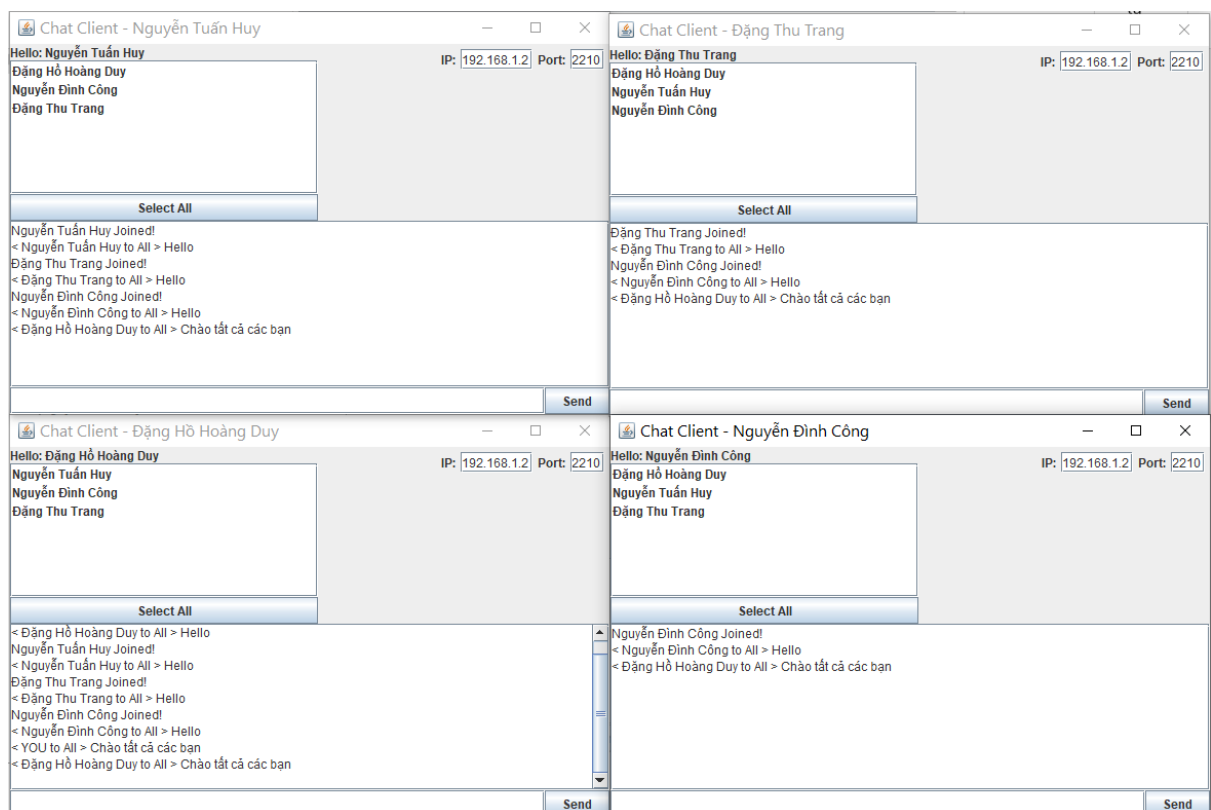 Chat Client - Nguyễn Tuấn Huy
Hello: Nguyễn Tuấn Huy
IP: 192.168.1.2 Port: 2210
Đặng Hồ Hoàng Duy
Nguyễn Đình Công
Đặng Thu Trang
Select All
Nguyễn Tuấn Huy Joined!
< Nguyễn Tuấn Huy to All > Hello
Đặng Thu Trang Joined!
< Đặng Thu Trang to All > Hello
Nguyễn Đình Công Joined!
< Nguyễn Đình Công to All > Hello
< Đặng Hồ Hoàng Duy to All > Chào tất cả các bạn
Send
Chat Client - Đặng Thu Trang
Hello: Đặng Thu Trang
IP: 192.168.1.2 Port: 2210
Đặng Hồ Hoàng Duy
Nguyễn Tuấn Huy
Nguyễn Đình Công
Select All
Đặng Thu Trang Joined!
< Đặng Thu Trang to All > Hello
Nguyễn Đình Công Joined!
< Nguyễn Đình Công to All > Hello
< Đặng Hồ Hoàng Duy to All > Chào tất cả các bạn
Send
Chat Client - Đặng Hồ Hoàng Duy
Hello: Đặng Hồ Hoàng Duy
IP: 192.168.1.2 Port: 2210
Nguyễn Tuấn Huy
Nguyễn Đình Công
Đặng Thu Trang
Select All
< Đặng Hồ Hoàng Duy to All > Hello
Nguyễn Tuấn Huy Joined!
< Nguyễn Tuấn Huy to All > Hello
Đặng Thu Trang Joined!
< Đặng Thu Trang to All > Hello
Nguyễn Đình Công Joined!
< Nguyễn Đình Công to All > Hello
< YOU to All > Chào tất cả các bạn
< Đặng Hồ Hoàng Duy to All > Chào tất cả các bạn
Send
Chat Client - Nguyễn Đình Công
Hello: Nguyễn Đình Công
IP: 192.168.1.2 Port: 2210
Đặng Hồ Hoàng Duy
Nguyễn Tuấn Huy
Đặng Thu Trang
Select All
Nguyễn Đình Công Joined!
< Nguyễn Đình Công to All > Hello
< Đặng Hồ Hoàng Duy to All > Chào tất cả các bạn
Send